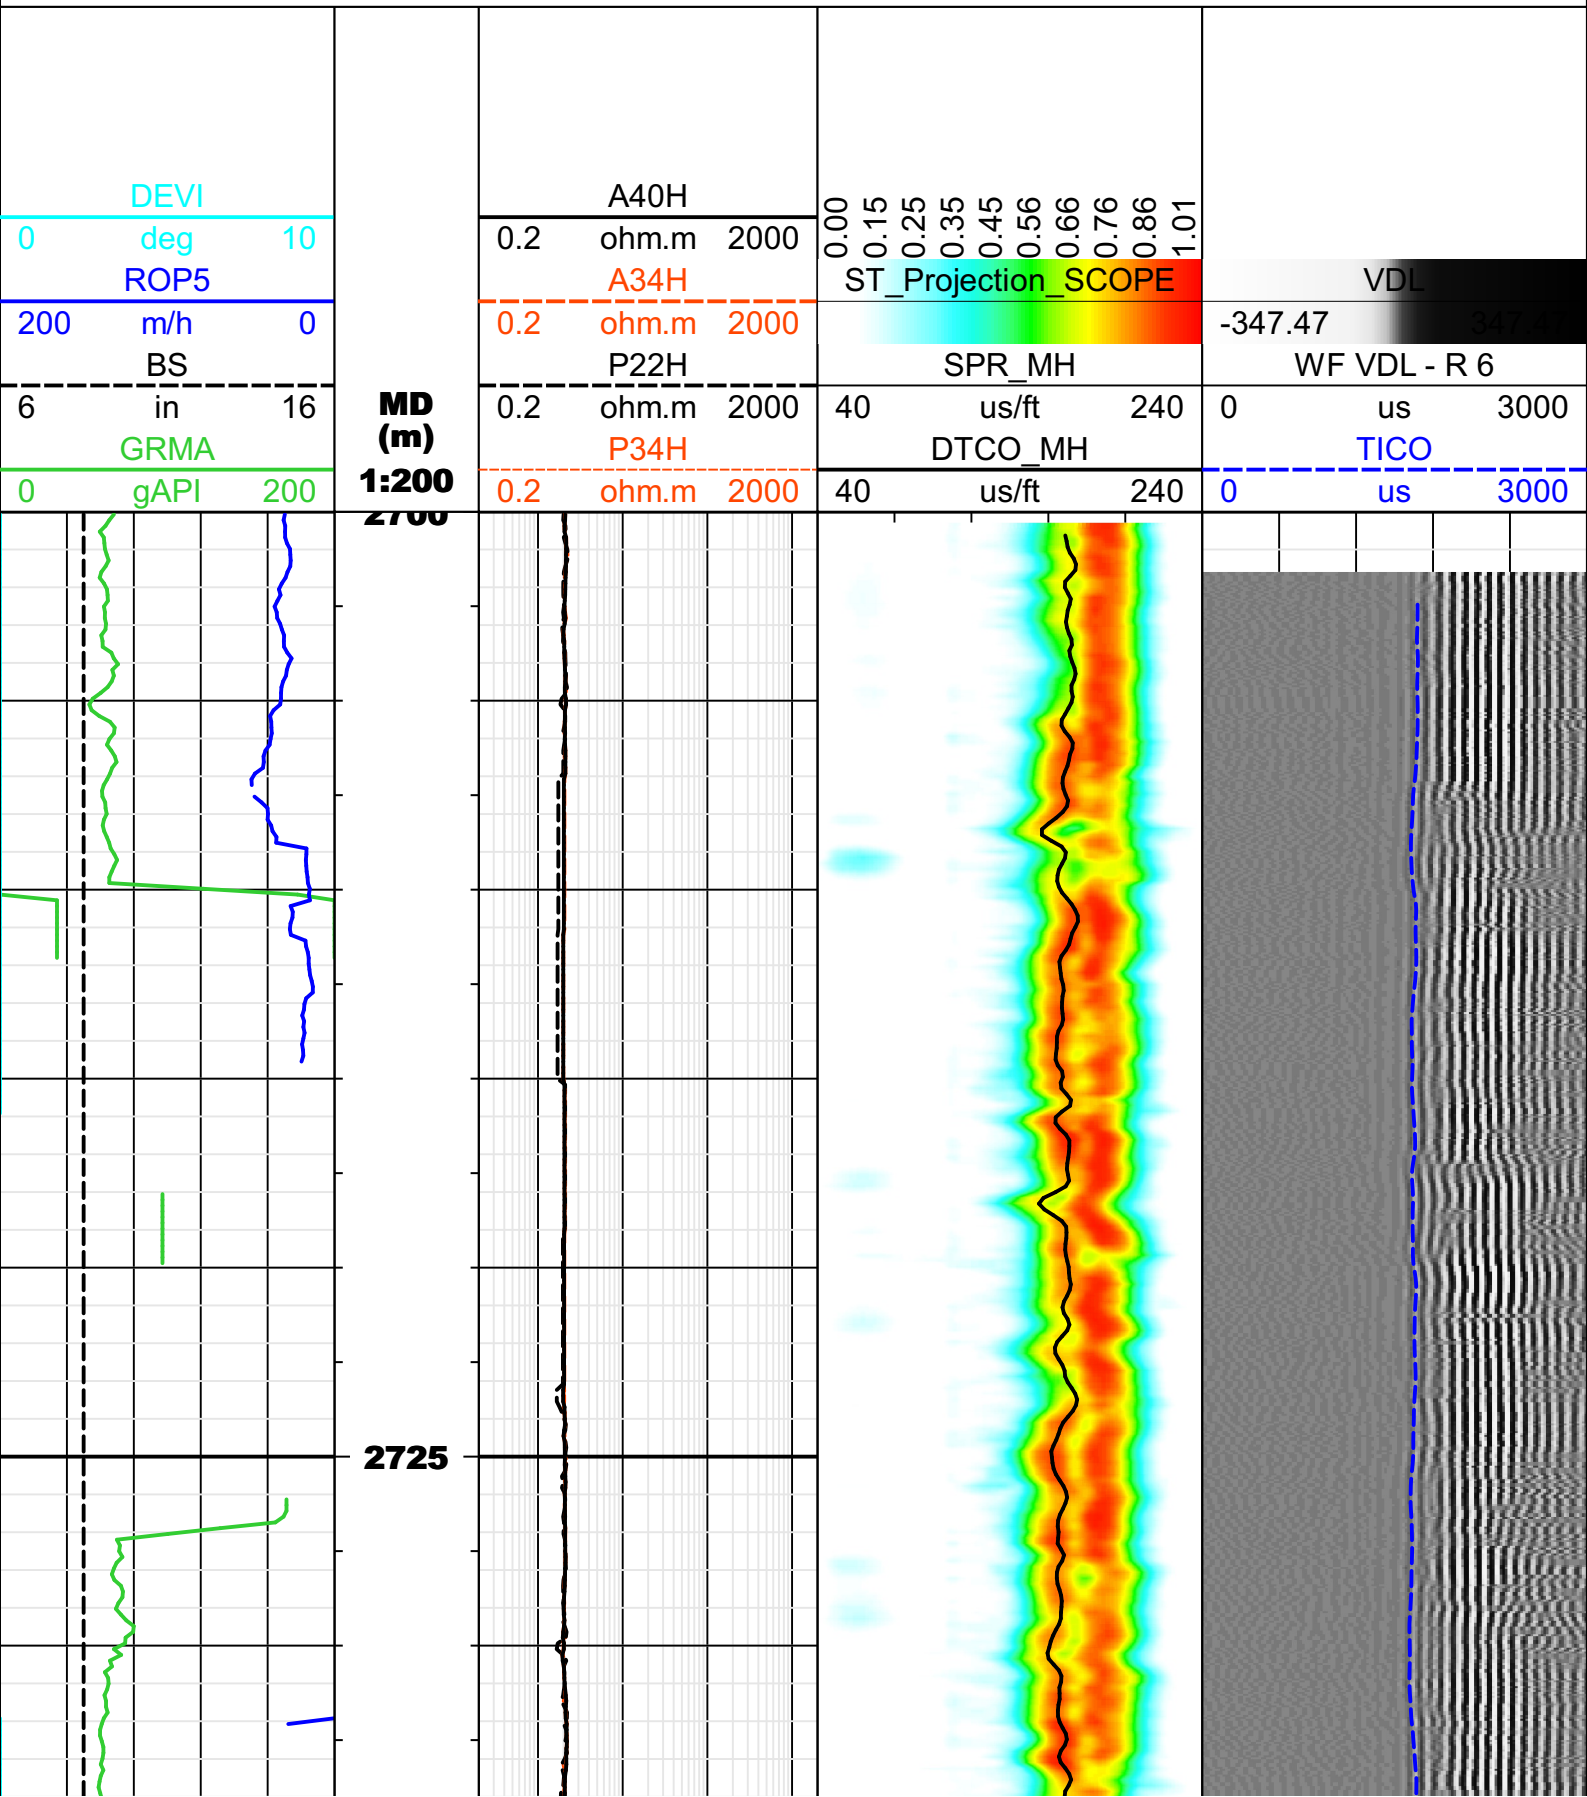 DEVI
0 deg 10
ROP5
200 m/h 0
BS
6 in 16
GRMA
0 gAPI 200
MD
(m)
1:200
2700
2725
A40H
0.2 ohm.m 2000
A34H
0.2 ohm.m 2000
P22H
0.2 ohm.m 2000
P34H
0.2 ohm.m 2000
0.00 0.15 0.25 0.35 0.45 0.56 0.66 0.76 0.86 1.01
ST_Projection_SCOPE
SPR_MH
40 us/ft 240
DTCO_MH
40 us/ft 240
VDL
-347.47 347.47
WF VDL - R 6
0 us 3000
TICO
0 us 3000